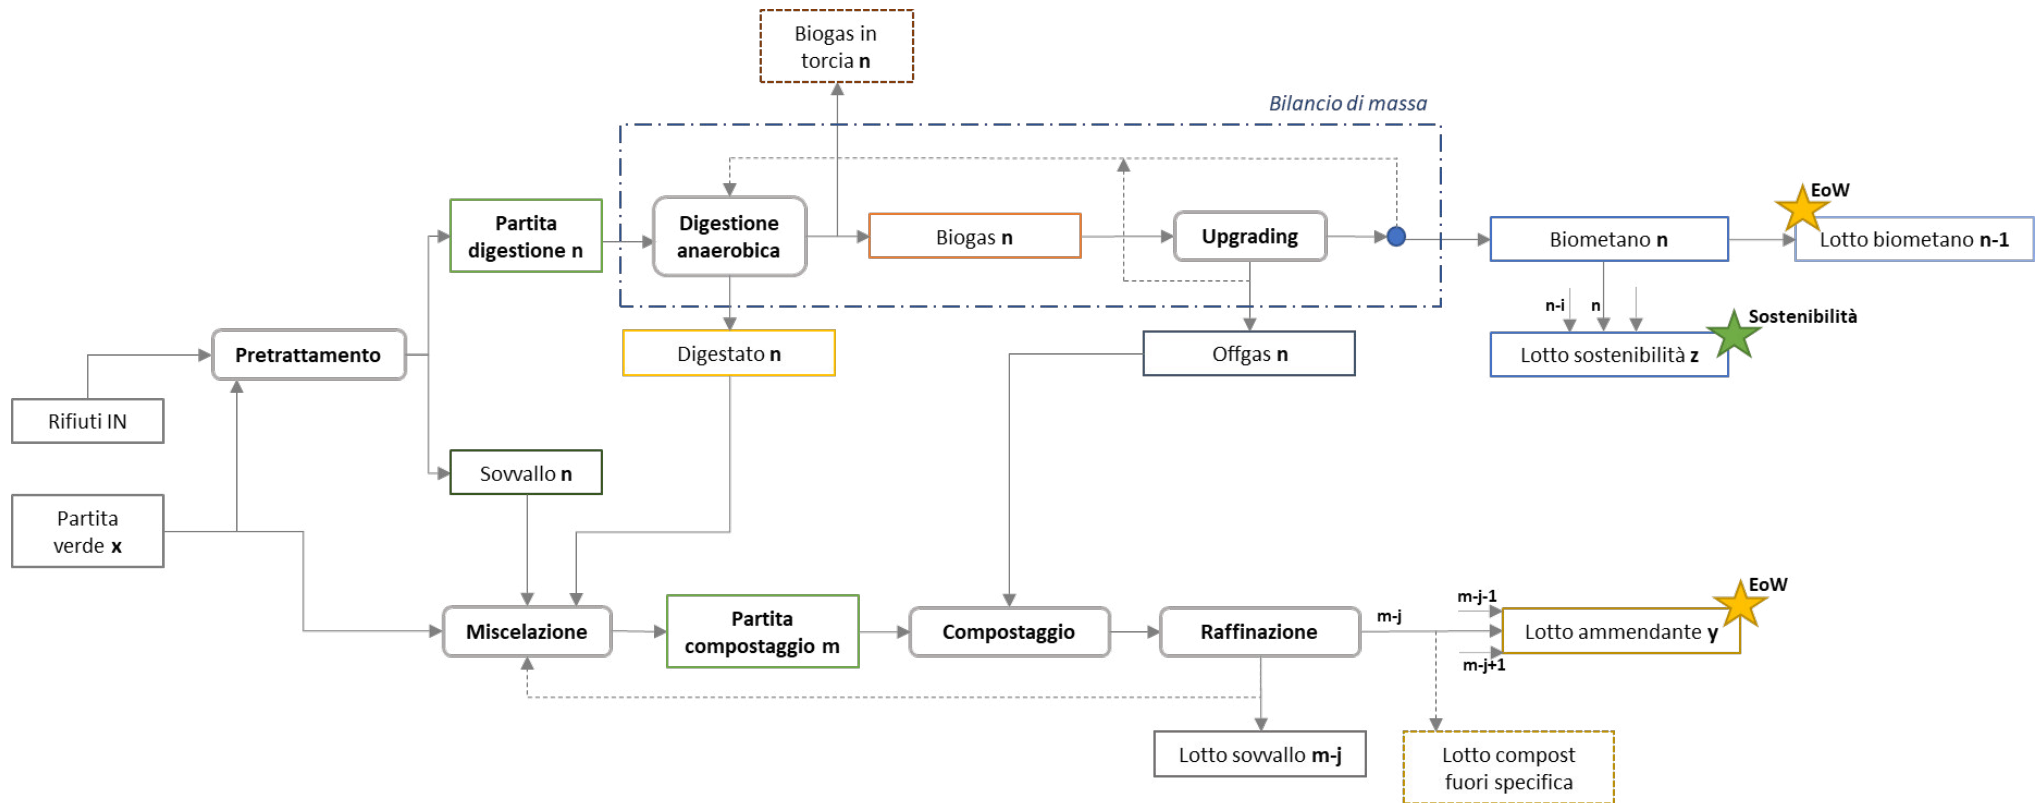 Biogas in
torcia n
Bilancio di massa
EoW
Partita
digestione n
Digestione
anaerobica
Biogas n
Upgrading
Biometano n
Lotto biometano n-1
n-i
n
Sostenibilità
Pretrattamento
Digestato n
Offgas n
Lotto sostenibilità z
Rifiuti IN
Sovvallo n
Partita
verde x
EoW
Miscelazione
Partita
compostaggio m
Compostaggio
Raffinazione
m-j
m-j-1
Lotto ammendante y
m-j+1
Lotto sovvallo m-j
Lotto compost
fuori specifica